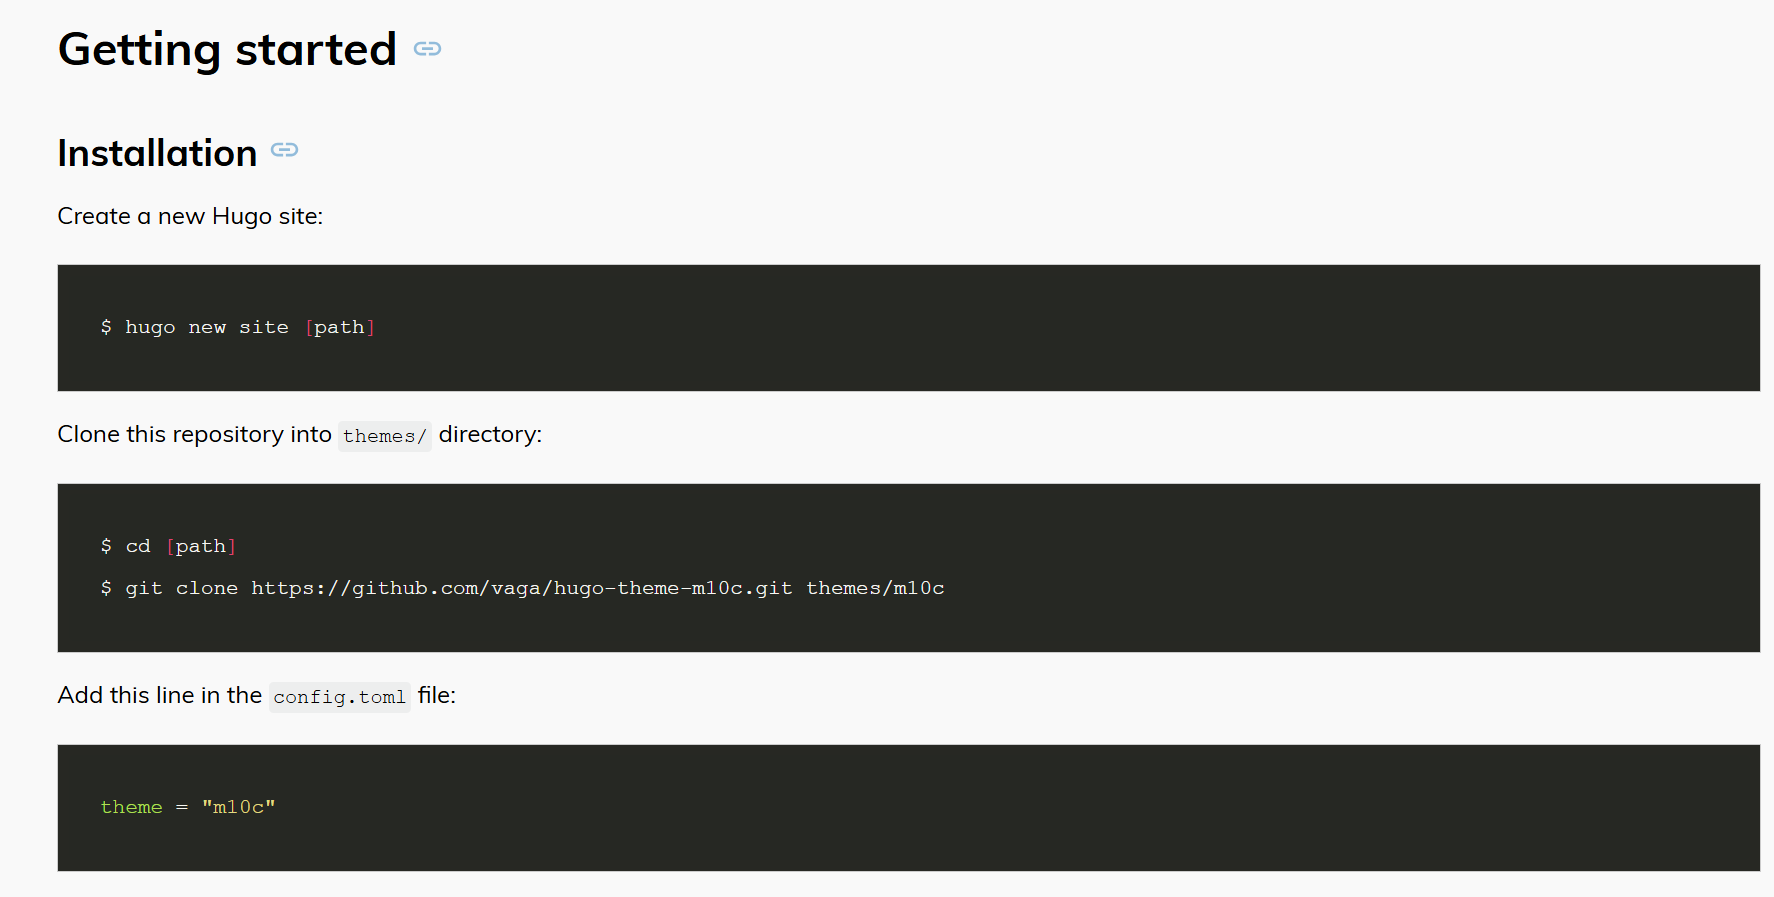 Getting started
Installation
Create a new Hugo site:
$ hugo new site [path]
Clone this repository into themes/ directory:
$ cd [path]
$ git clone https://github.com/vaga/hugo-theme-m10c.git themes/m10c
Add this line in the config.toml file:
theme = "m10c"